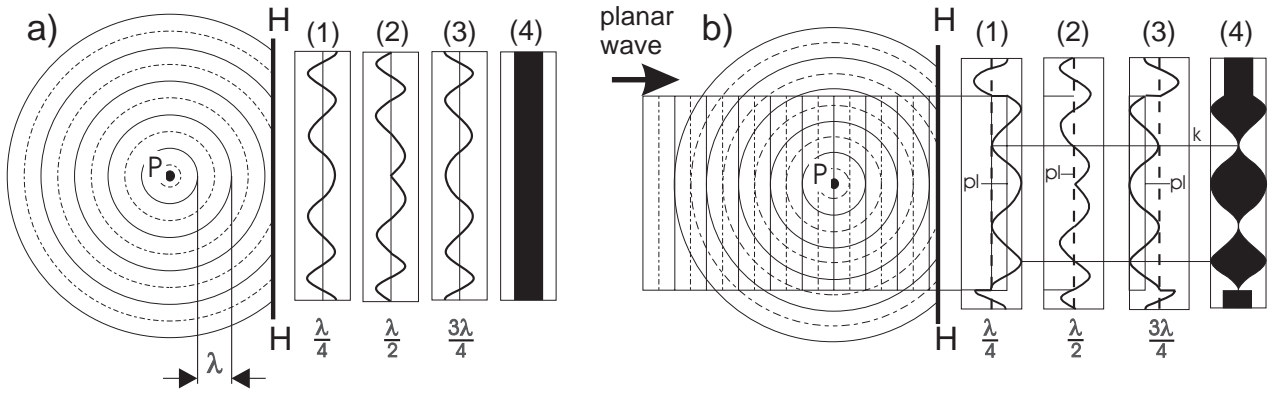 a)
H
(1) (2) (3) (4)
P
λ/4 λ/2 3λ/4
H
λ
planar
wave
b)
H
(1) (2) (3) (4)
k
P
pl pl pl
H
λ/4 λ/2 3λ/4